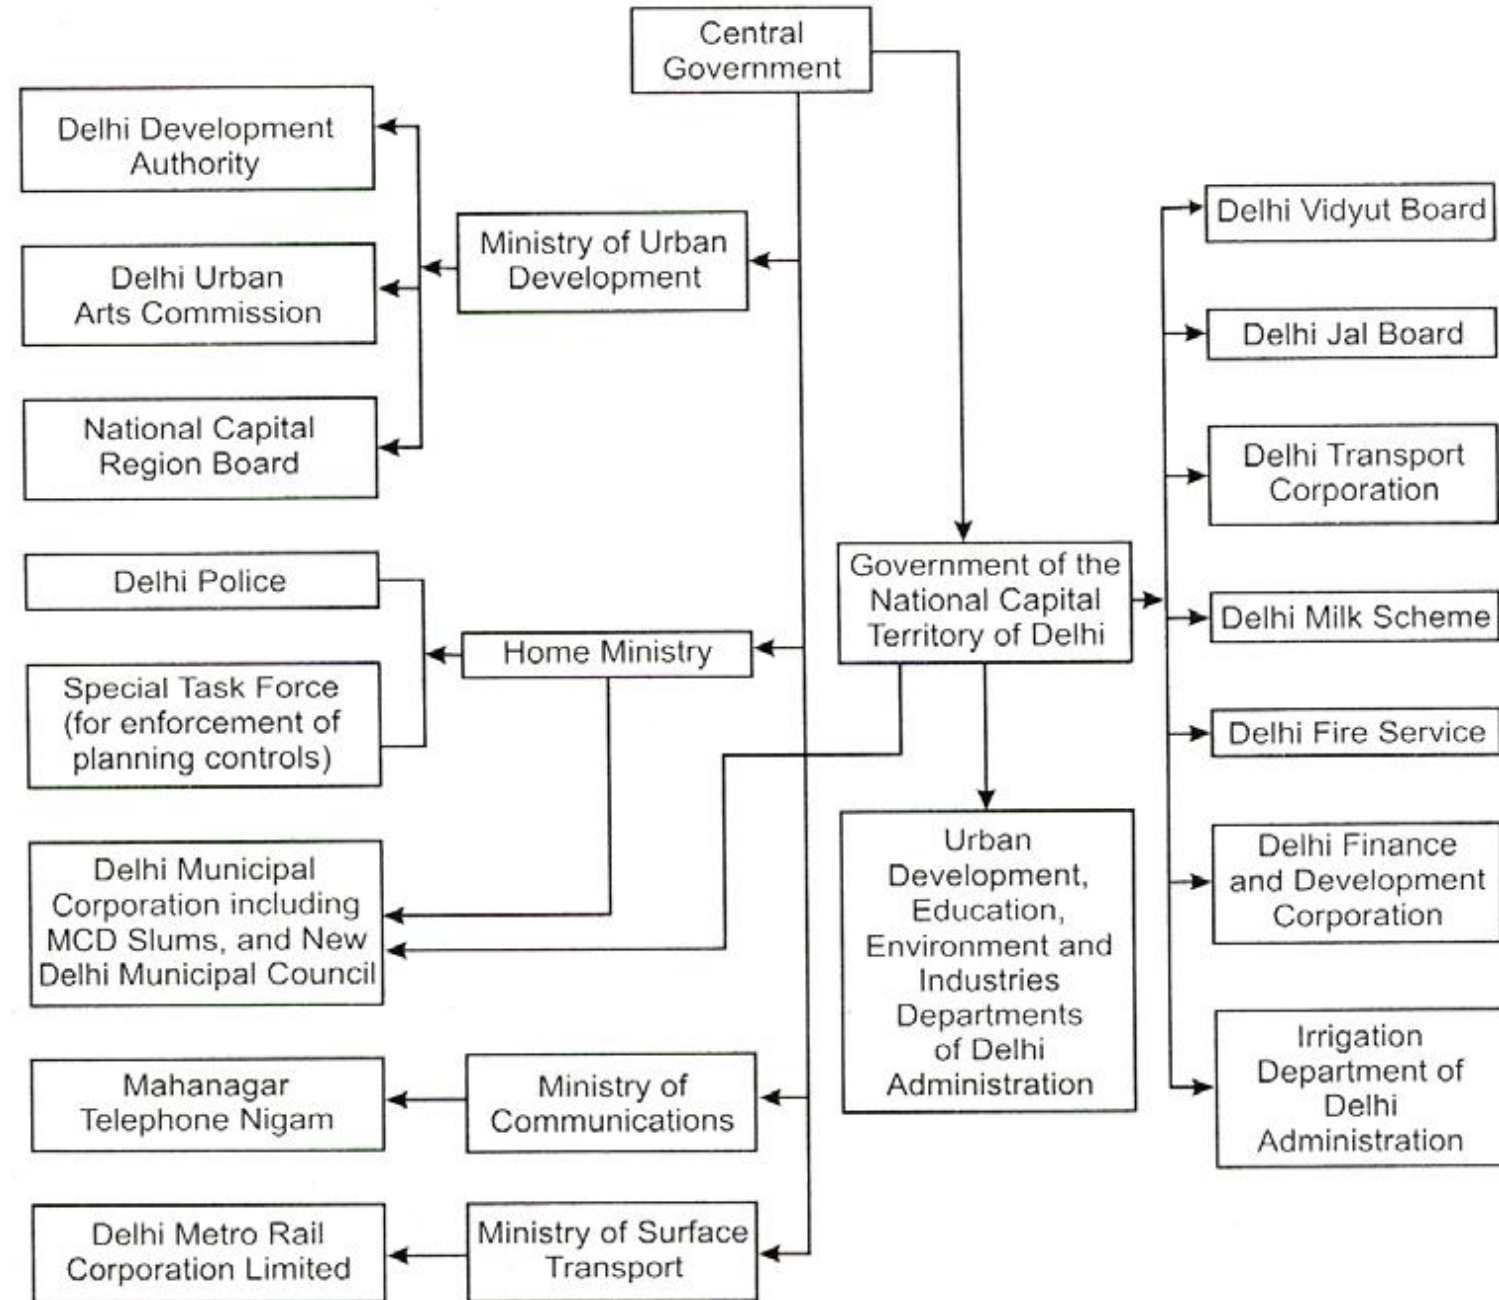 Central
Government
Delhi Development
Authority
Delhi Urban
Arts Commission
National Capital
Region Board
Ministry of Urban
Development
Delhi Police
Special Task Force
(for enforcement of
planning controls)
Home Ministry
Delhi Municipal
Corporation including
MCD Slums, and New
Delhi Municipal Council
Mahanagar
Telephone Nigam
Ministry of
Communications
Delhi Metro Rail
Corporation Limited
Ministry of Surface
Transport
Government of the
National Capital
Territory of Delhi
Urban
Development,
Education,
Environment and
Industries
Departments
of Delhi
Administration
Delhi Vidyut Board
Delhi Jal Board
Delhi Transport
Corporation
Delhi Milk Scheme
Delhi Fire Service
Delhi Finance
and Development
Corporation
Irrigation
Department of
Delhi
Administration